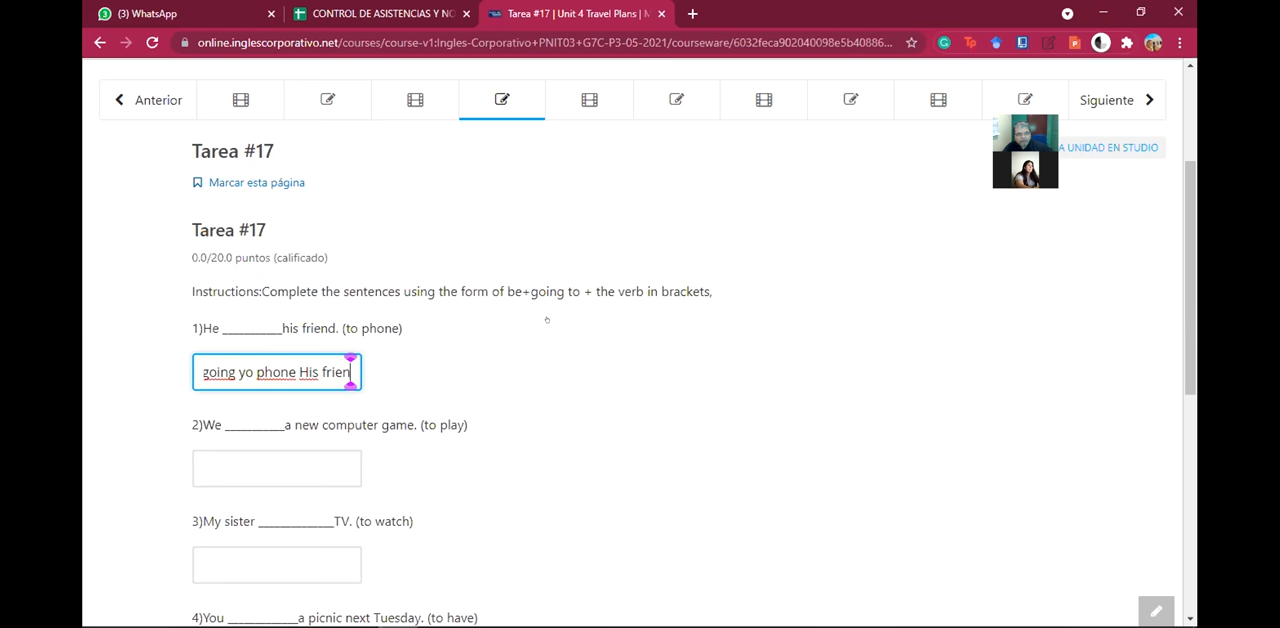 (3) WhatsApp
CONTROL DE ASISTENCIAS Y NO
Tarea #17 | Unit 4 Travel Plans |
online.inglescorporativo.net/courses/course-v1:Ingles-Corporativo+PNIT03+G7C-P3-05-2021/courseware/6032feca902040098e5b40886...
Anterior
Siguiente
A UNIDAD EN STUDIO
Tarea #17
Marcar esta página
Tarea #17
0.0/20.0 puntos (calificado)
Instructions:Complete the sentences using the form of be+going to + the verb in brackets,
1)He __________his friend. (to phone)
going yo phone His frien
2)We __________a new computer game. (to play)
3)My sister _____________TV. (to watch)
4)You ____________a picnic next Tuesday. (to have)